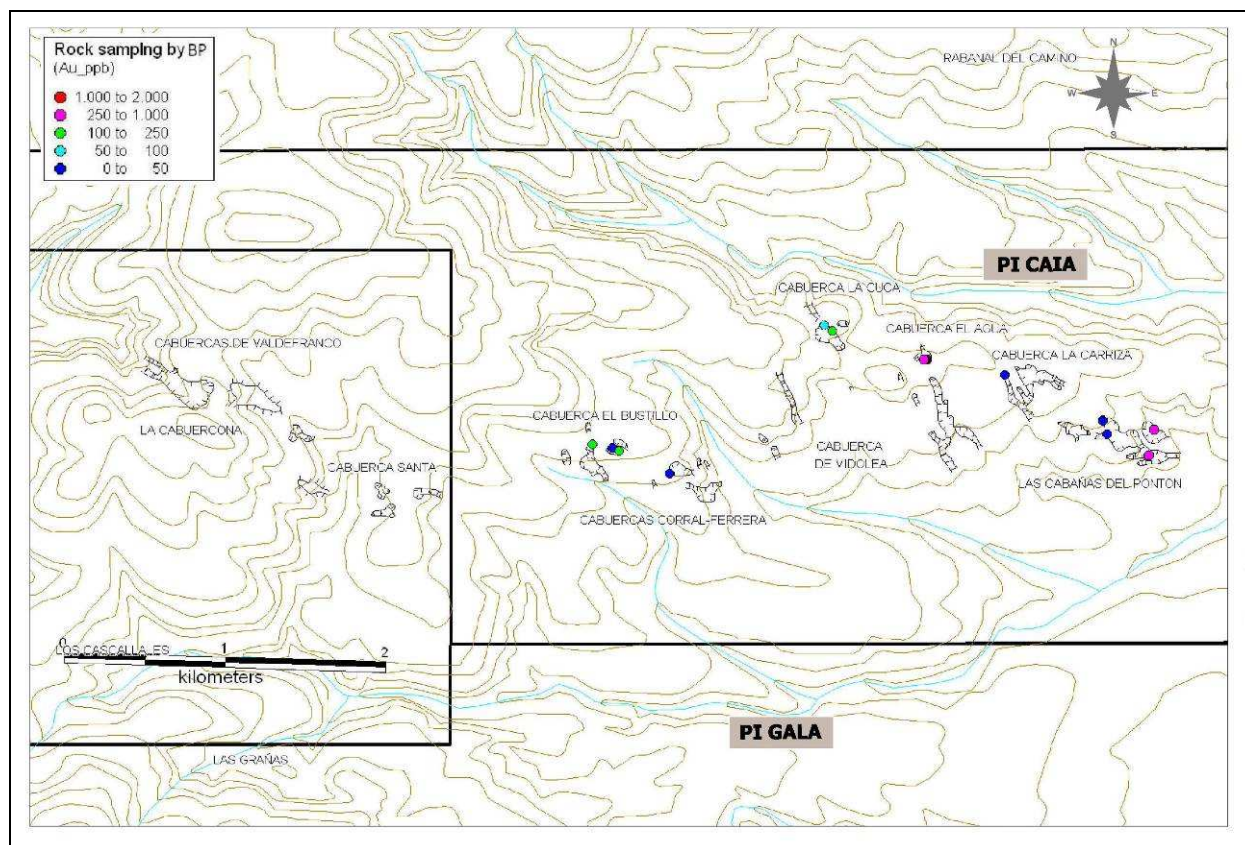 Rock sampling by BP
(Au_ppb)
1.000 to 2.000
250 to 1.000
100 to 250
50 to 100
0 to 50
RABANAL DEL CAMINO
N
W
E
S
PI CAIA
CABUERCA LA CUCA
CABUERCA EL AGUA
CABUERCAS DE VALDEFRANCO
CABUERCA LA CARRIZA
LA CABUERCONA
CABUERCA EL BUSTILLO
CABUERCA
DE VIDOLEA
CABUERCA SANTA
LAS CABAÑAS DEL PONTON
CABUERCAS CORRAL-FERRERA
0
1
2
LOS CASCALLALES
kilometers
PI GALA
LAS GRAÑAS